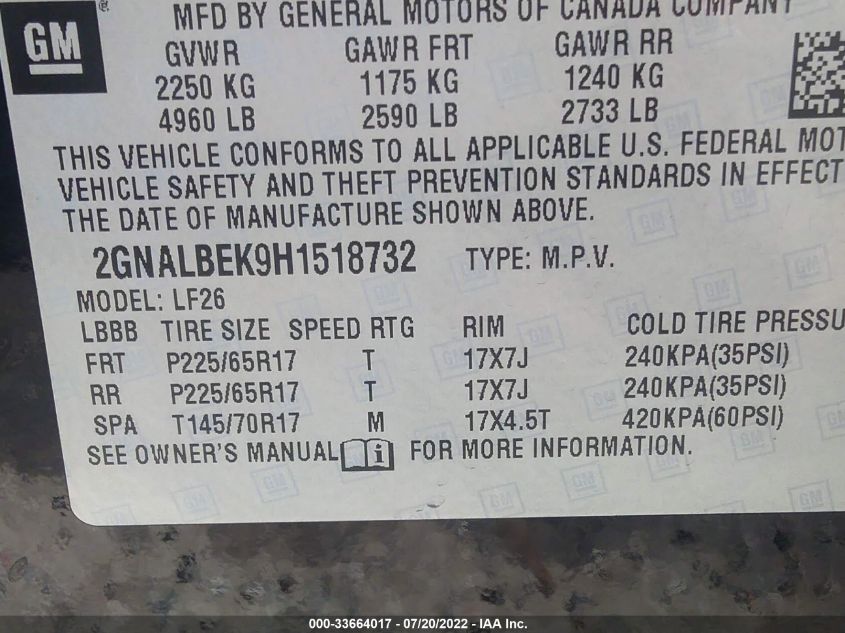 GM
®
MFD BY GENERAL MOTORS OF CANADA COMPANY
GVWR GAWR FRT GAWR RR
2250 KG 1175 KG 1240 KG
4960 LB 2590 LB 2733 LB
THIS VEHICLE CONFORMS TO ALL APPLICABLE U.S. FEDERAL MOT
VEHICLE SAFETY AND THEFT PREVENTION STANDARDS IN EFFECT
THE DATE OF MANUFACTURE SHOWN ABOVE.
2GNALBEK9H1518732 TYPE: M.P.V.
MODEL: LF26
LBBB TIRE SIZE SPEED RTG RIM COLD TIRE PRESSU
FRT P225/65R17 T 17X7J 240KPA(35PSI)
RR P225/65R17 T 17X7J 240KPA(35PSI)
SPA T145/70R17 M 17X4.5T 420KPA(60PSI)
SEE OWNER'S MANUAL i FOR MORE INFORMATION.
000-33664017 / 07/20/2022 - IAA Inc.